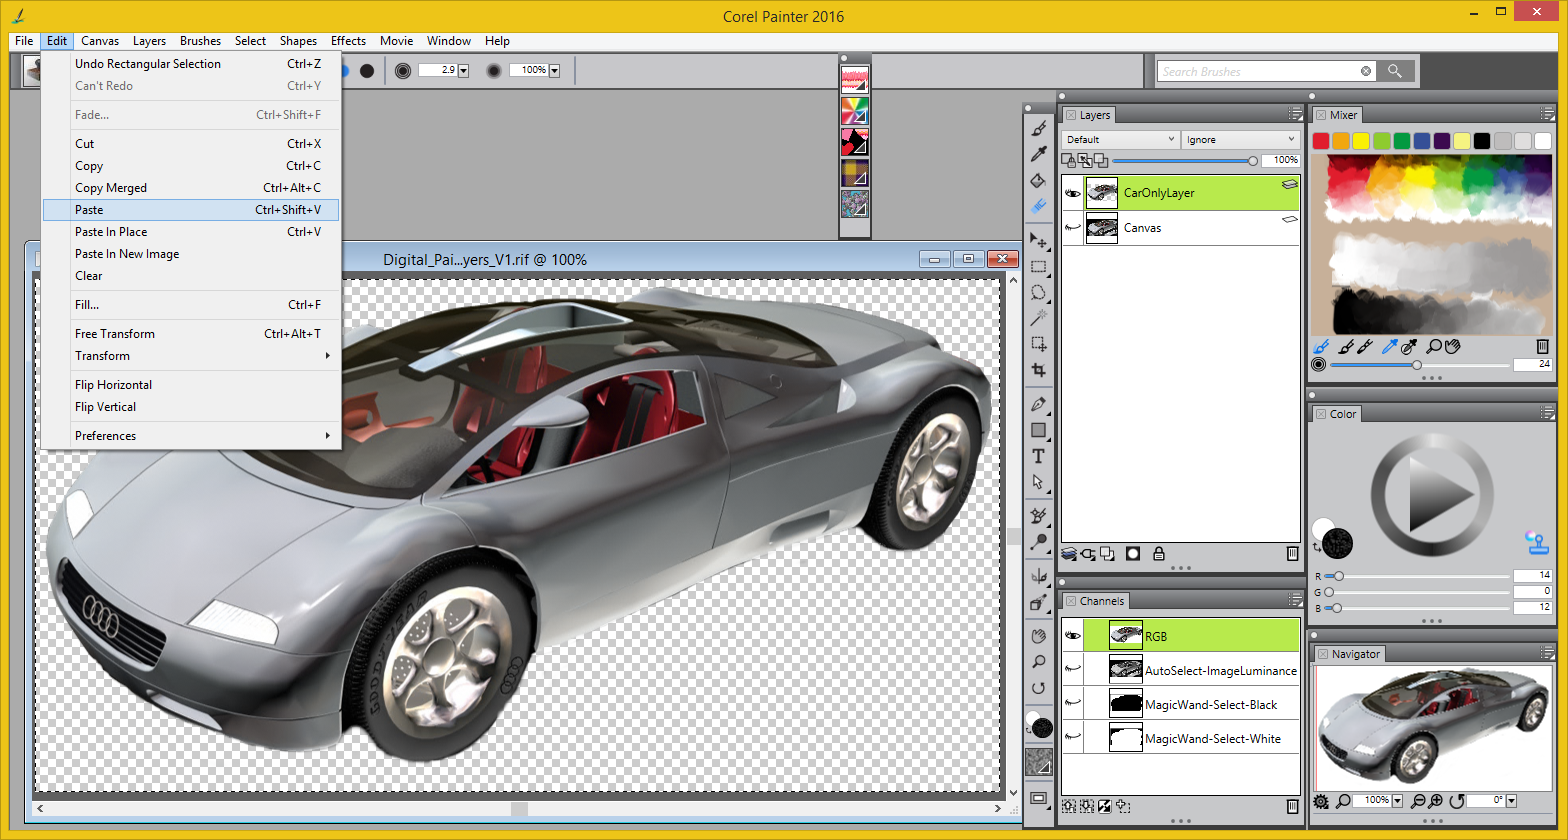 Corel Painter 2016
File Edit Canvas Layers Brushes Select Shapes Effects Movie Window Help
Undo Rectangular Selection Ctrl+Z
Can't Redo Ctrl+Y
Fade... Ctrl+Shift+F
Cut Ctrl+X
Copy Ctrl+C
Copy Merged Ctrl+Alt+C
Paste Ctrl+Shift+V
Paste In Place Ctrl+V
Paste In New Image
Clear
Fill... Ctrl+F
Free Transform Ctrl+Alt+T
Transform
Flip Horizontal
Flip Vertical
Preferences
2.9 100%
Search Brushes
Digital_Pai...yers_V1.rif @ 100%
T
Layers
Default Ignore
100%
CarOnlyLayer
Canvas
Channels
RGB
AutoSelect-ImageLuminance
MagicWand-Select-Black
MagicWand-Select-White
Mixer
24
Color
R 14
G 0
B 12
Navigator
100% 0°